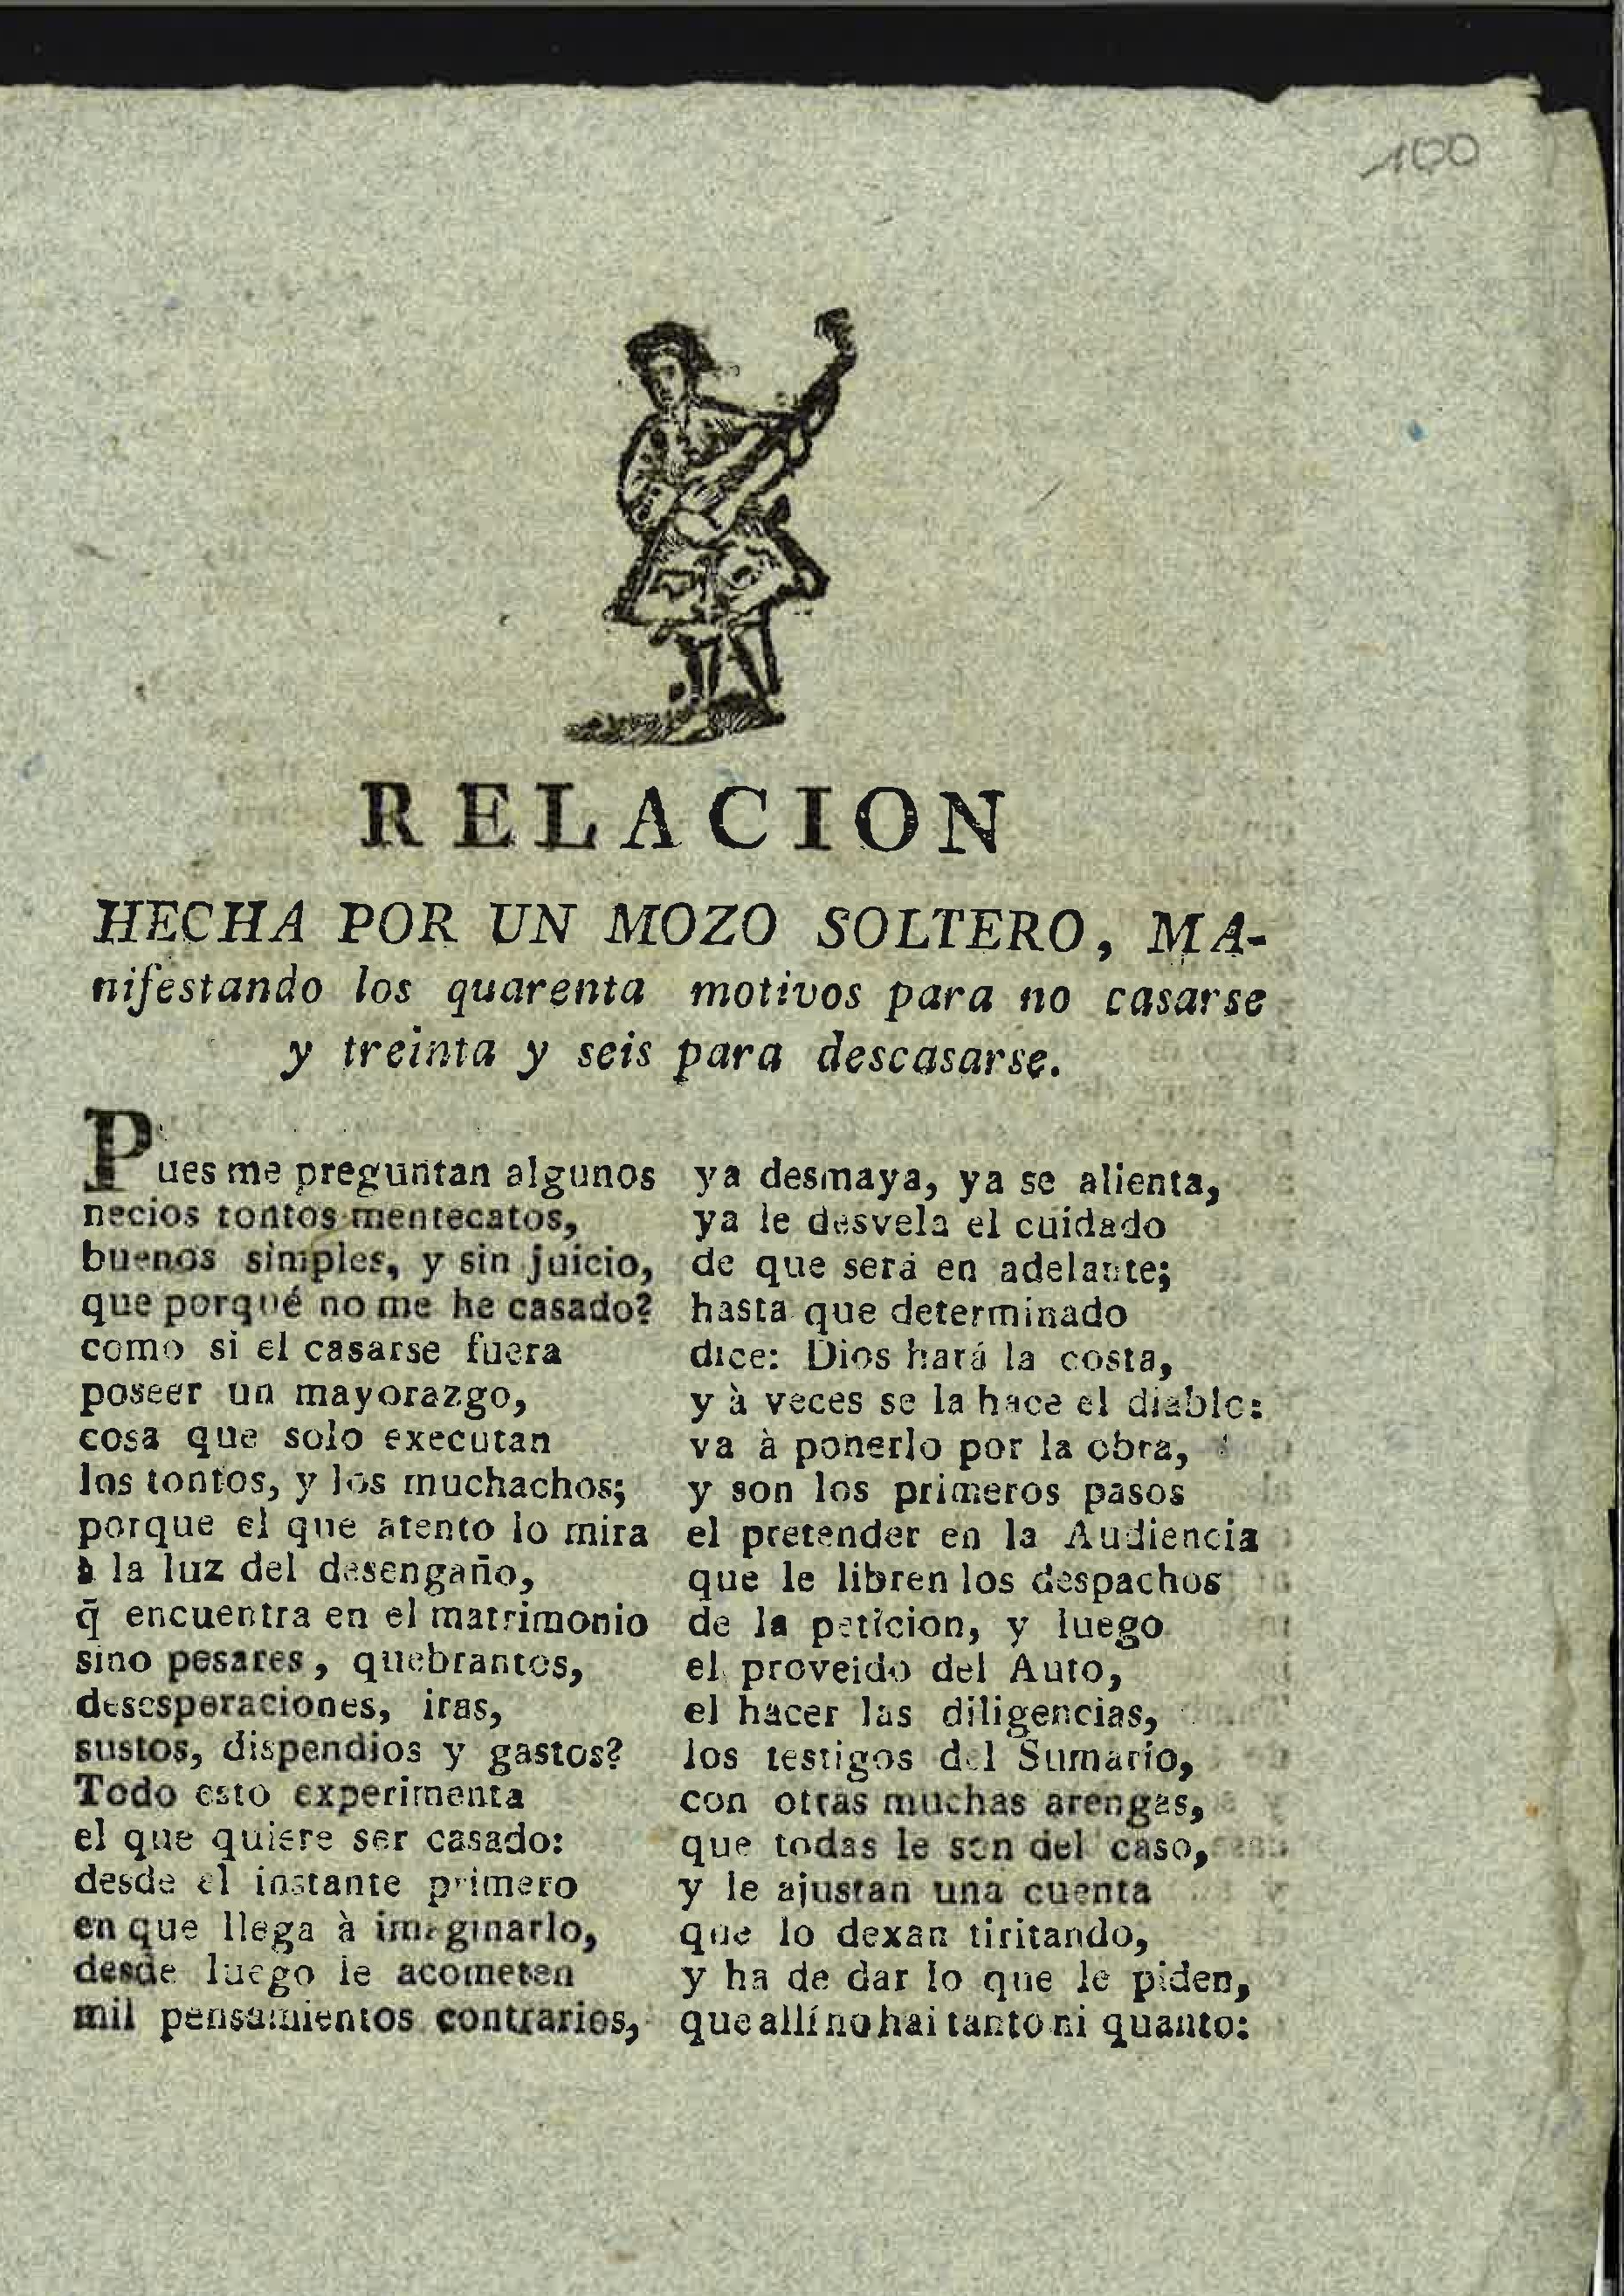 100
RELACION
HECHA POR UN MOZO SOLTERO, MA-
nifestando los quarenta motivos para no casarse
y treinta y seis para descasarse.
Pues me preguntan algunos
necios tontos mentecatos,
buenos simples, y sin juicio,
que porqué no me he casado?
como si el casarse fuera
poseer un mayorazgo,
cosa que solo executan
los tontos, y los muchachos;
porque el que atento lo mira
à la luz del desengaño,
q̃ encuentra en el matrimonio
sino pesares, quebrantos,
desesperaciones, iras,
sustos, dispendios y gastos?
Todo esto experimenta
el que quiere ser casado:
desde el instante primero
en que llega à imaginarlo,
desde luego le acometen
mil pensamientos contrarios,
ya desmaya, ya se alienta,
ya le desvela el cuidado
de que será en adelante;
hasta que determinado
dice: Dios hará la costa,
y à veces se la hace el diablo:
va à ponerlo por la obra,
y son los primeros pasos
el pretender en la Audiencia
que le libren los despachos
de la peticion, y luego
el proveido del Auto,
el hacer las diligencias,
los testigos del Sumario,
con otras muchas arengas,
que todas le son del caso,
y le ajustan una cuenta
que lo dexan tiritando,
y ha de dar lo que le piden,
que allí no hai tanto ni quanto: